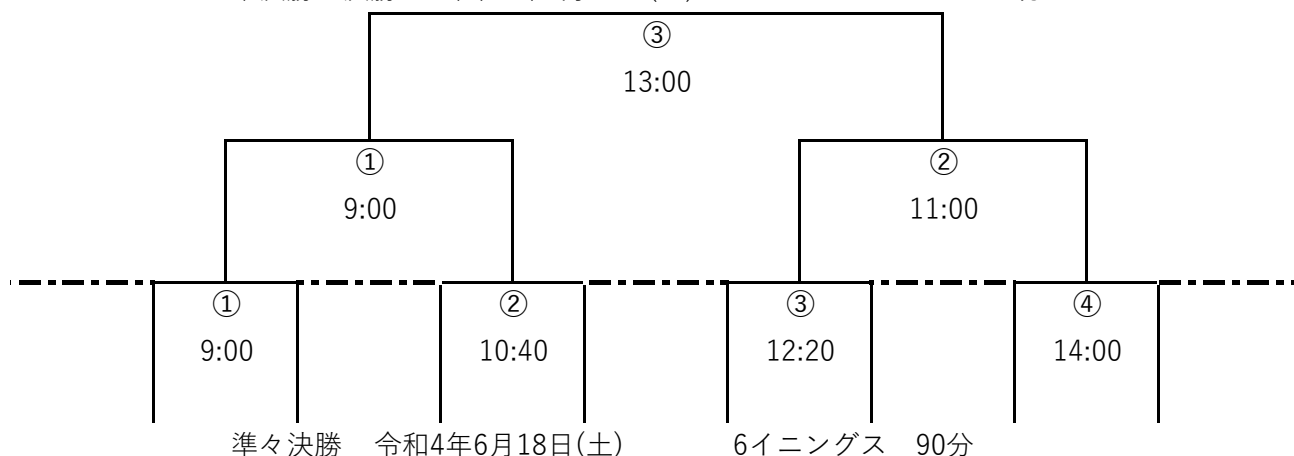 ③
13:00
① ②
9:00 11:00
① ② ③ ④
9:00 10:40 12:20 14:00
準々決勝　令和4年6月18日(土)　6イニングス　90分